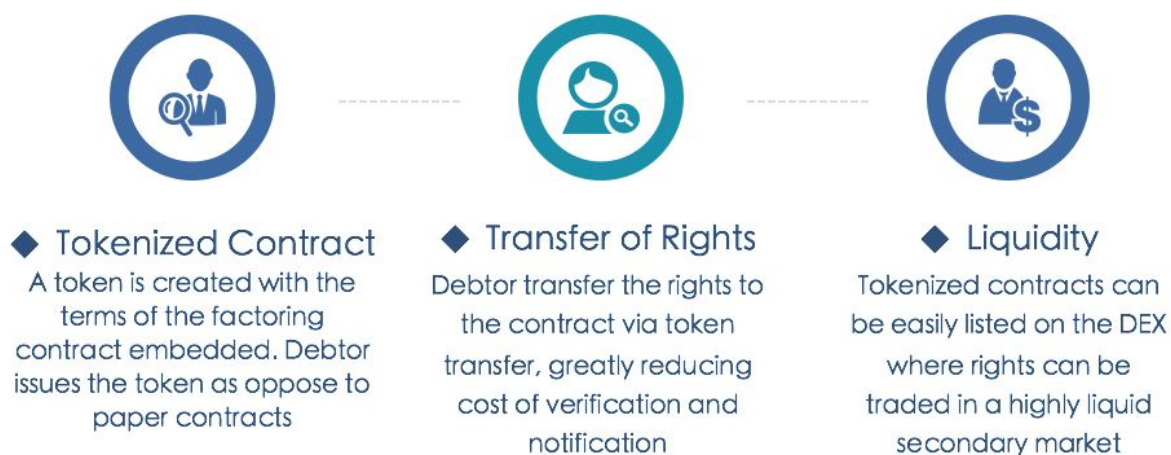 ◆ Tokenized Contract
A token is created with the
terms of the factoring
contract embedded. Debtor
issues the token as oppose to
paper contracts
◆ Transfer of Rights
Debtor transfer the rights to
the contract via token
transfer, greatly reducing
cost of verification and
notification
◆ Liquidity
Tokenized contracts can
be easily listed on the DEX
where rights can be
traded in a highly liquid
secondary market